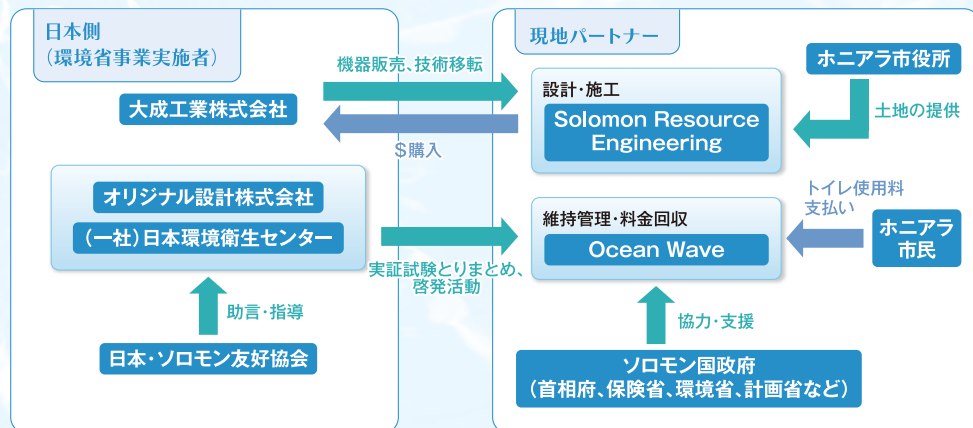 日本側
(環境省事業実施者)
大成工業株式会社
機器販売、技術移転
$購入
オリジナル設計株式会社
(一社)日本環境衛生センター
実証試験とりまとめ、
啓発活動
助言・指導
日本・ソロモン友好協会
現地パートナー
設計・施工
Solomon Resource
Engineering
ホニアラ市役所
土地の提供
維持管理・料金回収
Ocean Wave
トイレ使用料
支払い
ホニアラ
市民
協力・支援
ソロモン国政府
(首相府、保険省、環境省、計画省など)